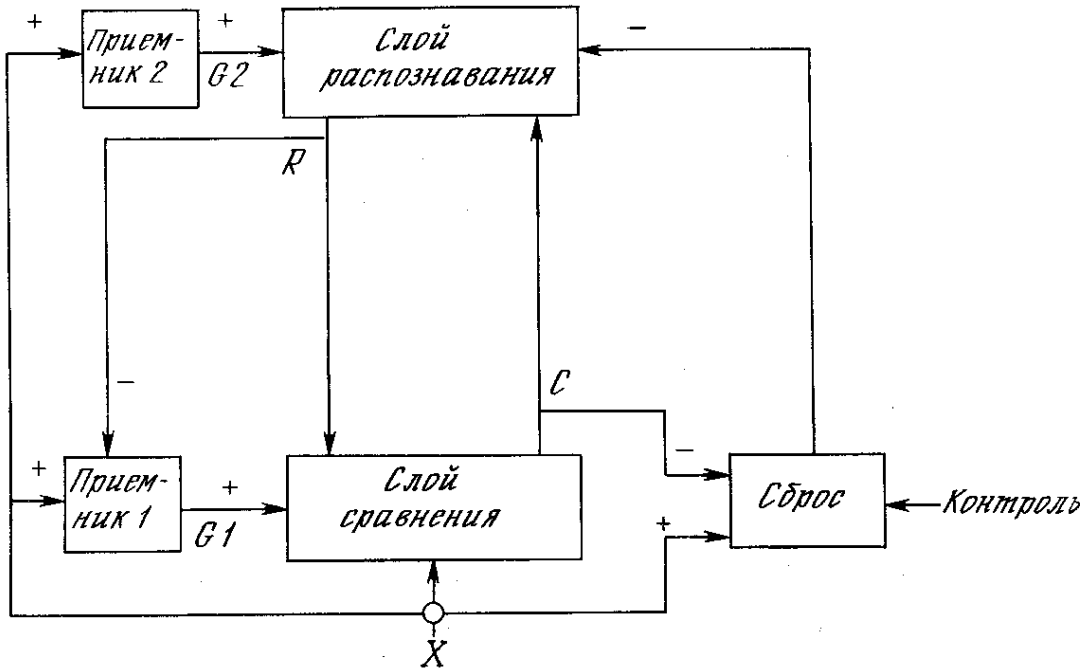 +
Прием-
ник 2
+
G2
Слой
распознавания
−
R
−
C
+
Прием-
ник 1
+
G1
Слой
сравнения
−
+
Сброс
Контроль
X